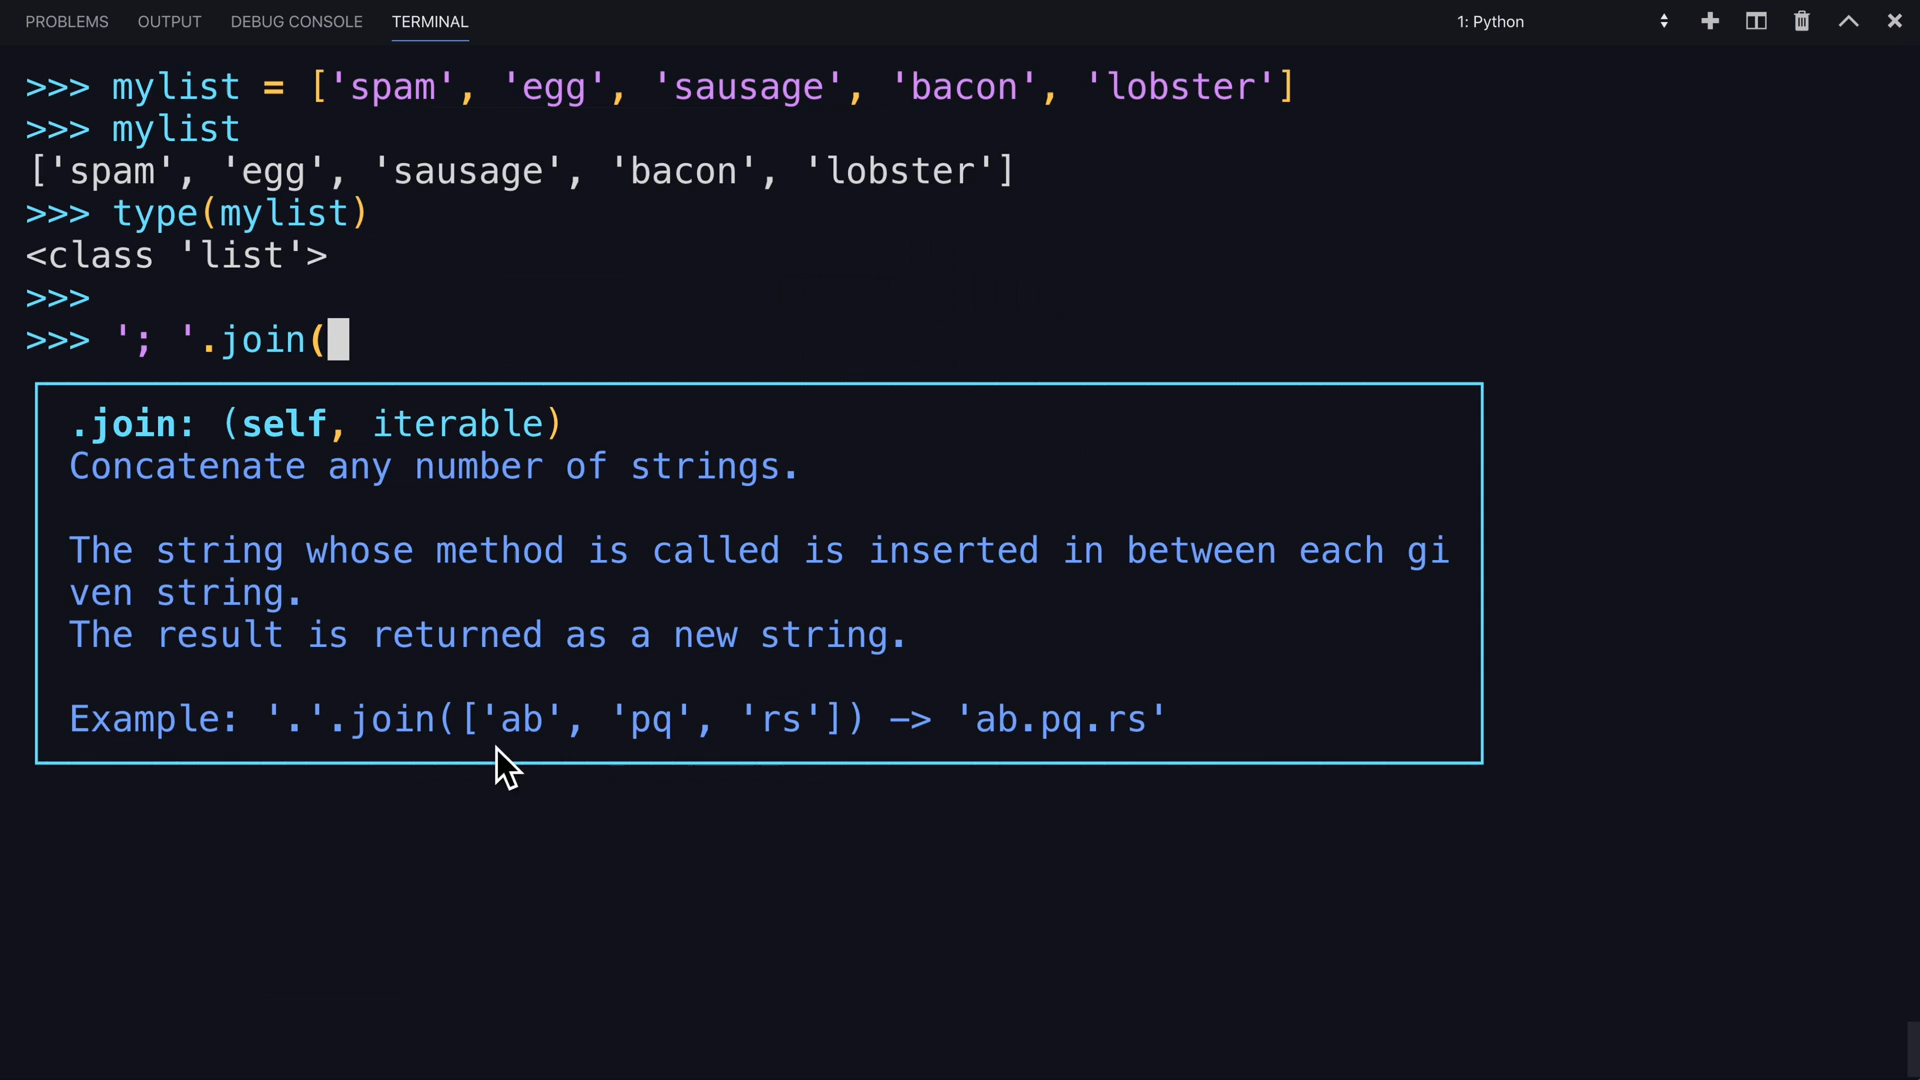 PROBLEMS OUTPUT DEBUG CONSOLE TERMINAL 1: Python
>>> mylist = ['spam', 'egg', 'sausage', 'bacon', 'lobster']
>>> mylist
['spam', 'egg', 'sausage', 'bacon', 'lobster']
>>> type(mylist)
<class 'list'>
>>>
>>> '; '.join(
.join: (self, iterable)
Concatenate any number of strings.
The string whose method is called is inserted in between each gi
ven string.
The result is returned as a new string.
Example: '.'.join(['ab', 'pq', 'rs']) -> 'ab.pq.rs'